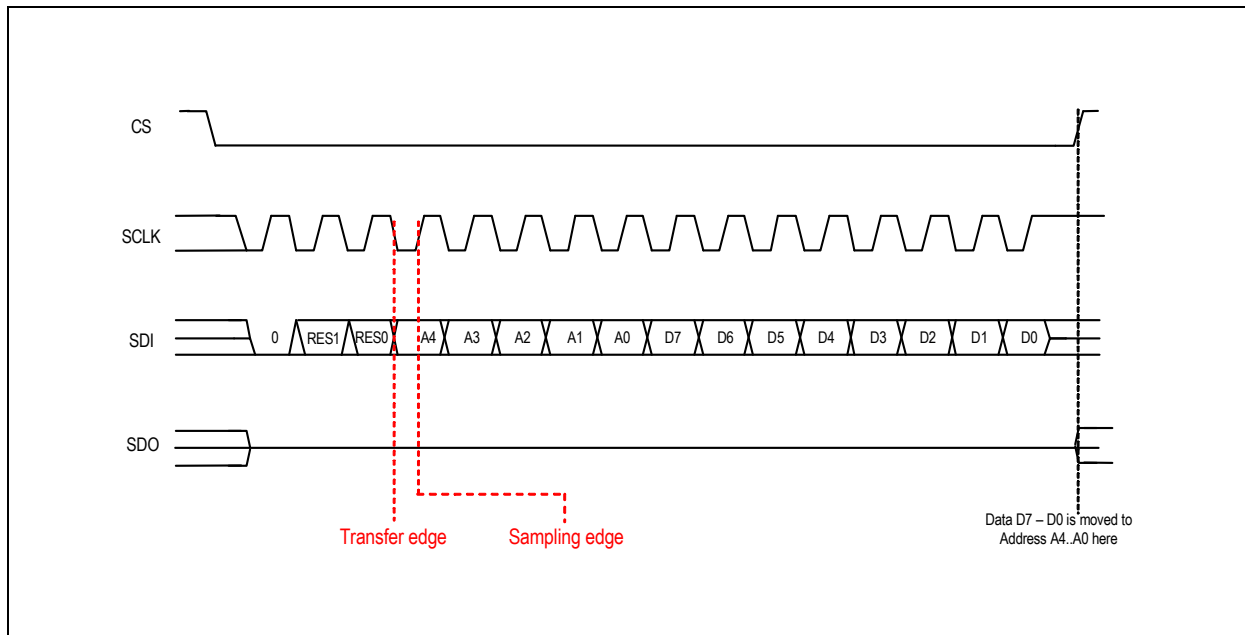 CS
SCLK
SDI
0 RES1 RES0 A4 A3 A2 A1 A0 D7 D6 D5 D4 D3 D2 D1 D0
SDO
Transfer edge
Sampling edge
Data D7 – D0 is moved to
Address A4..A0 here